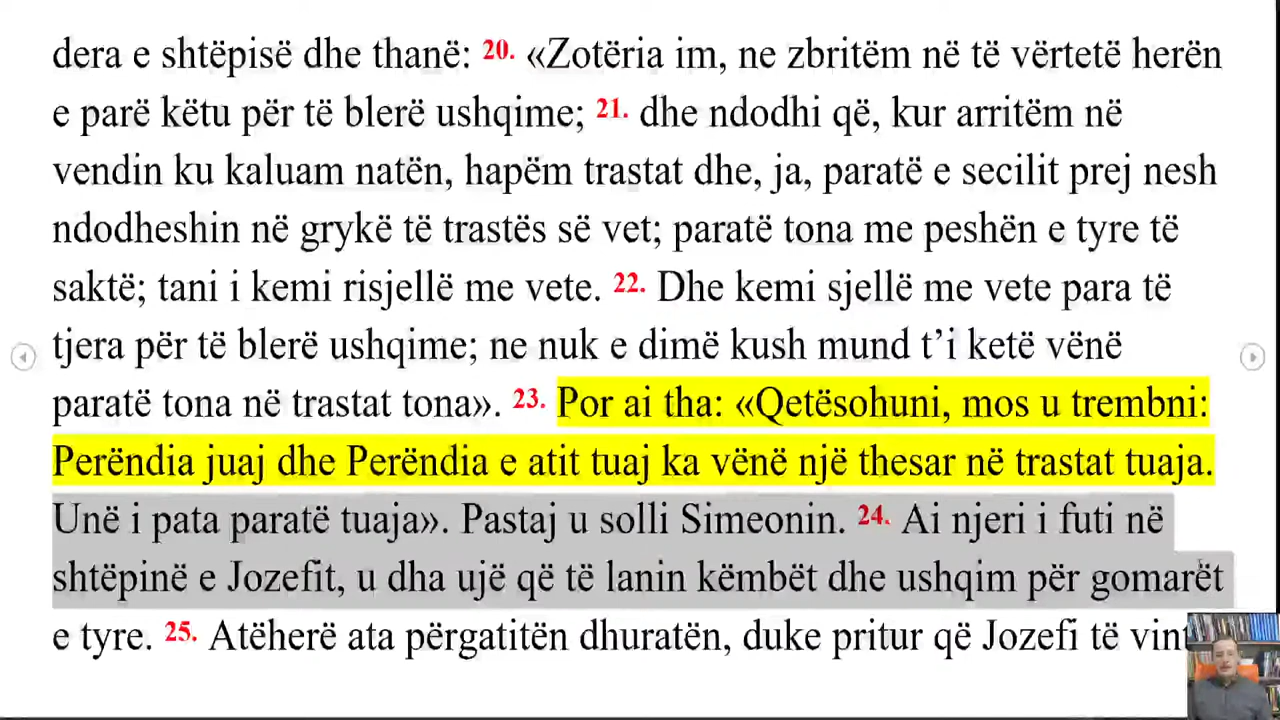 dera e shtëpisë dhe thanë: 20. «Zotëria im, ne zbritëm në të vërtetë herën
e parë këtu për të blerë ushqime; 21. dhe ndodhi që, kur arritëm në
vendin ku kaluam natën, hapëm trastat dhe, ja, paratë e secilit prej nesh
ndodheshin në grykë të trastës së vet; paratë tona me peshën e tyre të
saktë; tani i kemi risjellë me vete. 22. Dhe kemi sjellë me vete para të
tjera për të blerë ushqime; ne nuk e dimë kush mund t’i ketë vënë
paratë tona në trastat tona». 23. Por ai tha: «Qetësohuni, mos u trembni:
Perëndia juaj dhe Perëndia e atit tuaj ka vënë një thesar në trastat tuaja.
Unë i pata paratë tuaja». Pastaj u solli Simeonin. 24. Ai njeri i futi në
shtëpinë e Jozefit, u dha ujë që të lanin këmbët dhe ushqim për gomarët
e tyre. 25. Atëherë ata përgatitën dhuratën, duke pritur që Jozefi të vint